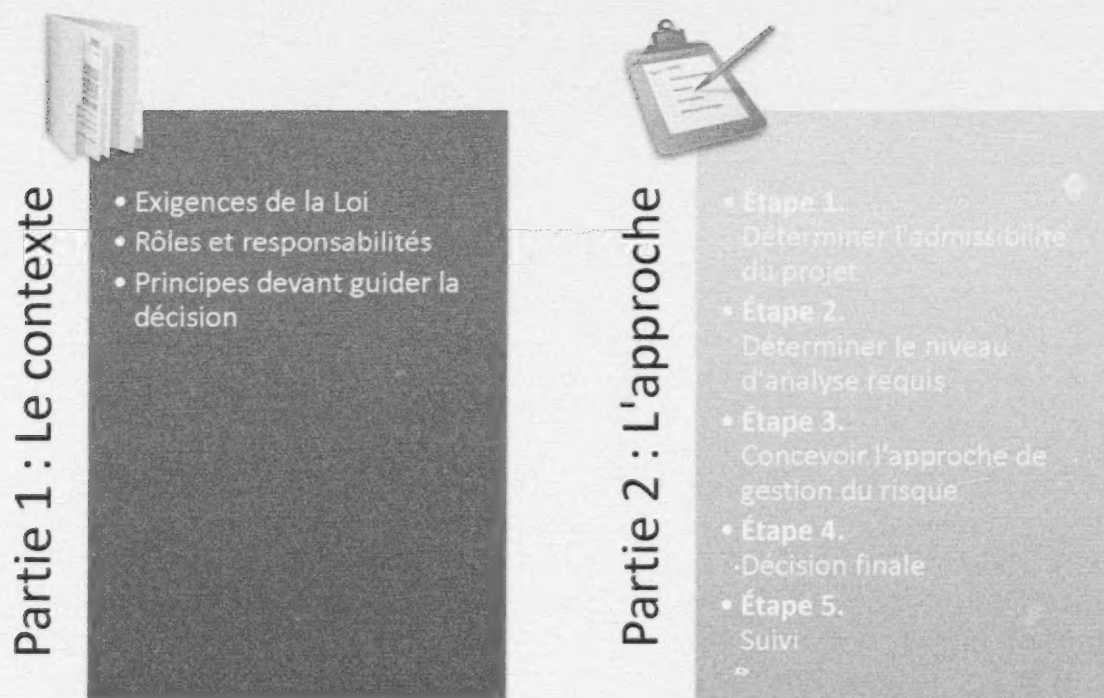 Partie 1 : Le contexte
• Exigences de la Loi
• Rôles et responsabilités
• Principes devant guider la
décision
Partie 2 : L'approche
• Étape 1.
Déterminer l'admissibilité
du projet
• Étape 2.
Déterminer le niveau
d'analyse requis
• Étape 3.
Concevoir l'approche de
gestion du risque
• Étape 4.
Décision finale
• Étape 5.
Suivi